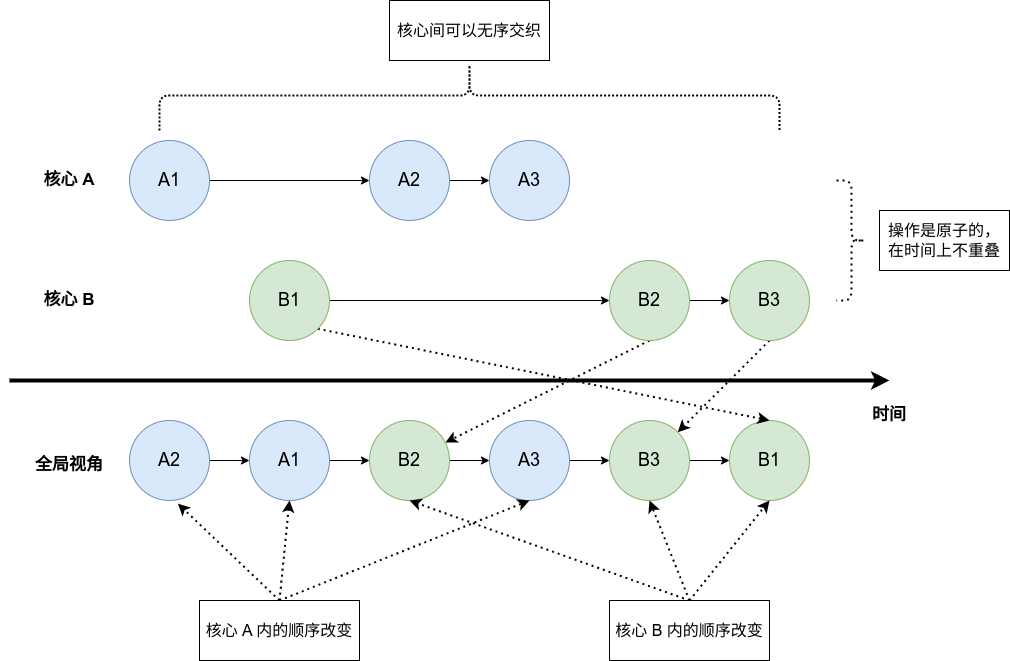 核心间可以无序交织
核心 A
A1
A2
A3
操作是原子的，
在时间上不重叠
核心 B
B1
B2
B3
时间
全局视角
A2
A1
B2
A3
B3
B1
核心 A 内的顺序改变
核心 B 内的顺序改变